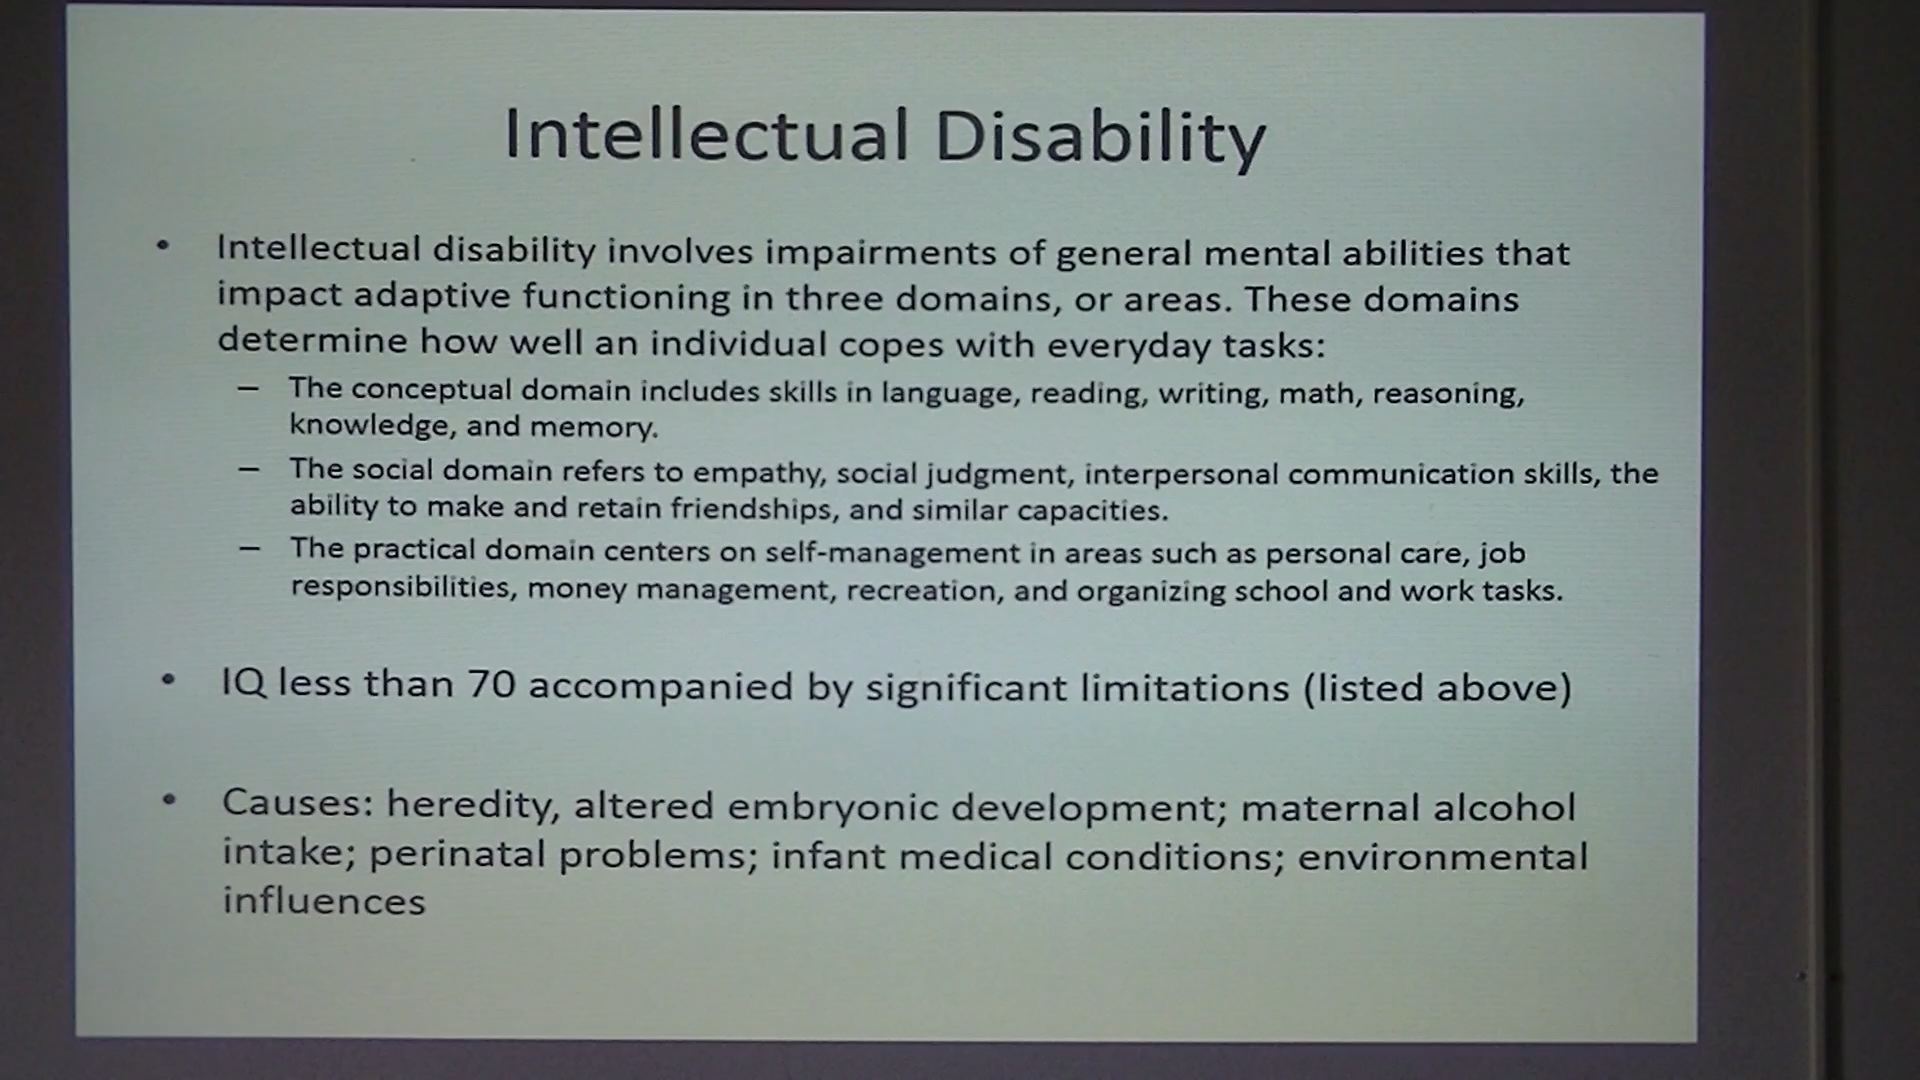 Intellectual Disability
• Intellectual disability involves impairments of general mental abilities that
impact adaptive functioning in three domains, or areas. These domains
determine how well an individual copes with everyday tasks:
– The conceptual domain includes skills in language, reading, writing, math, reasoning,
knowledge, and memory.
– The social domain refers to empathy, social judgment, interpersonal communication skills, the
ability to make and retain friendships, and similar capacities.
– The practical domain centers on self-management in areas such as personal care, job
responsibilities, money management, recreation, and organizing school and work tasks.
• IQ less than 70 accompanied by significant limitations (listed above)
• Causes: heredity, altered embryonic development; maternal alcohol
intake; perinatal problems; infant medical conditions; environmental
influences